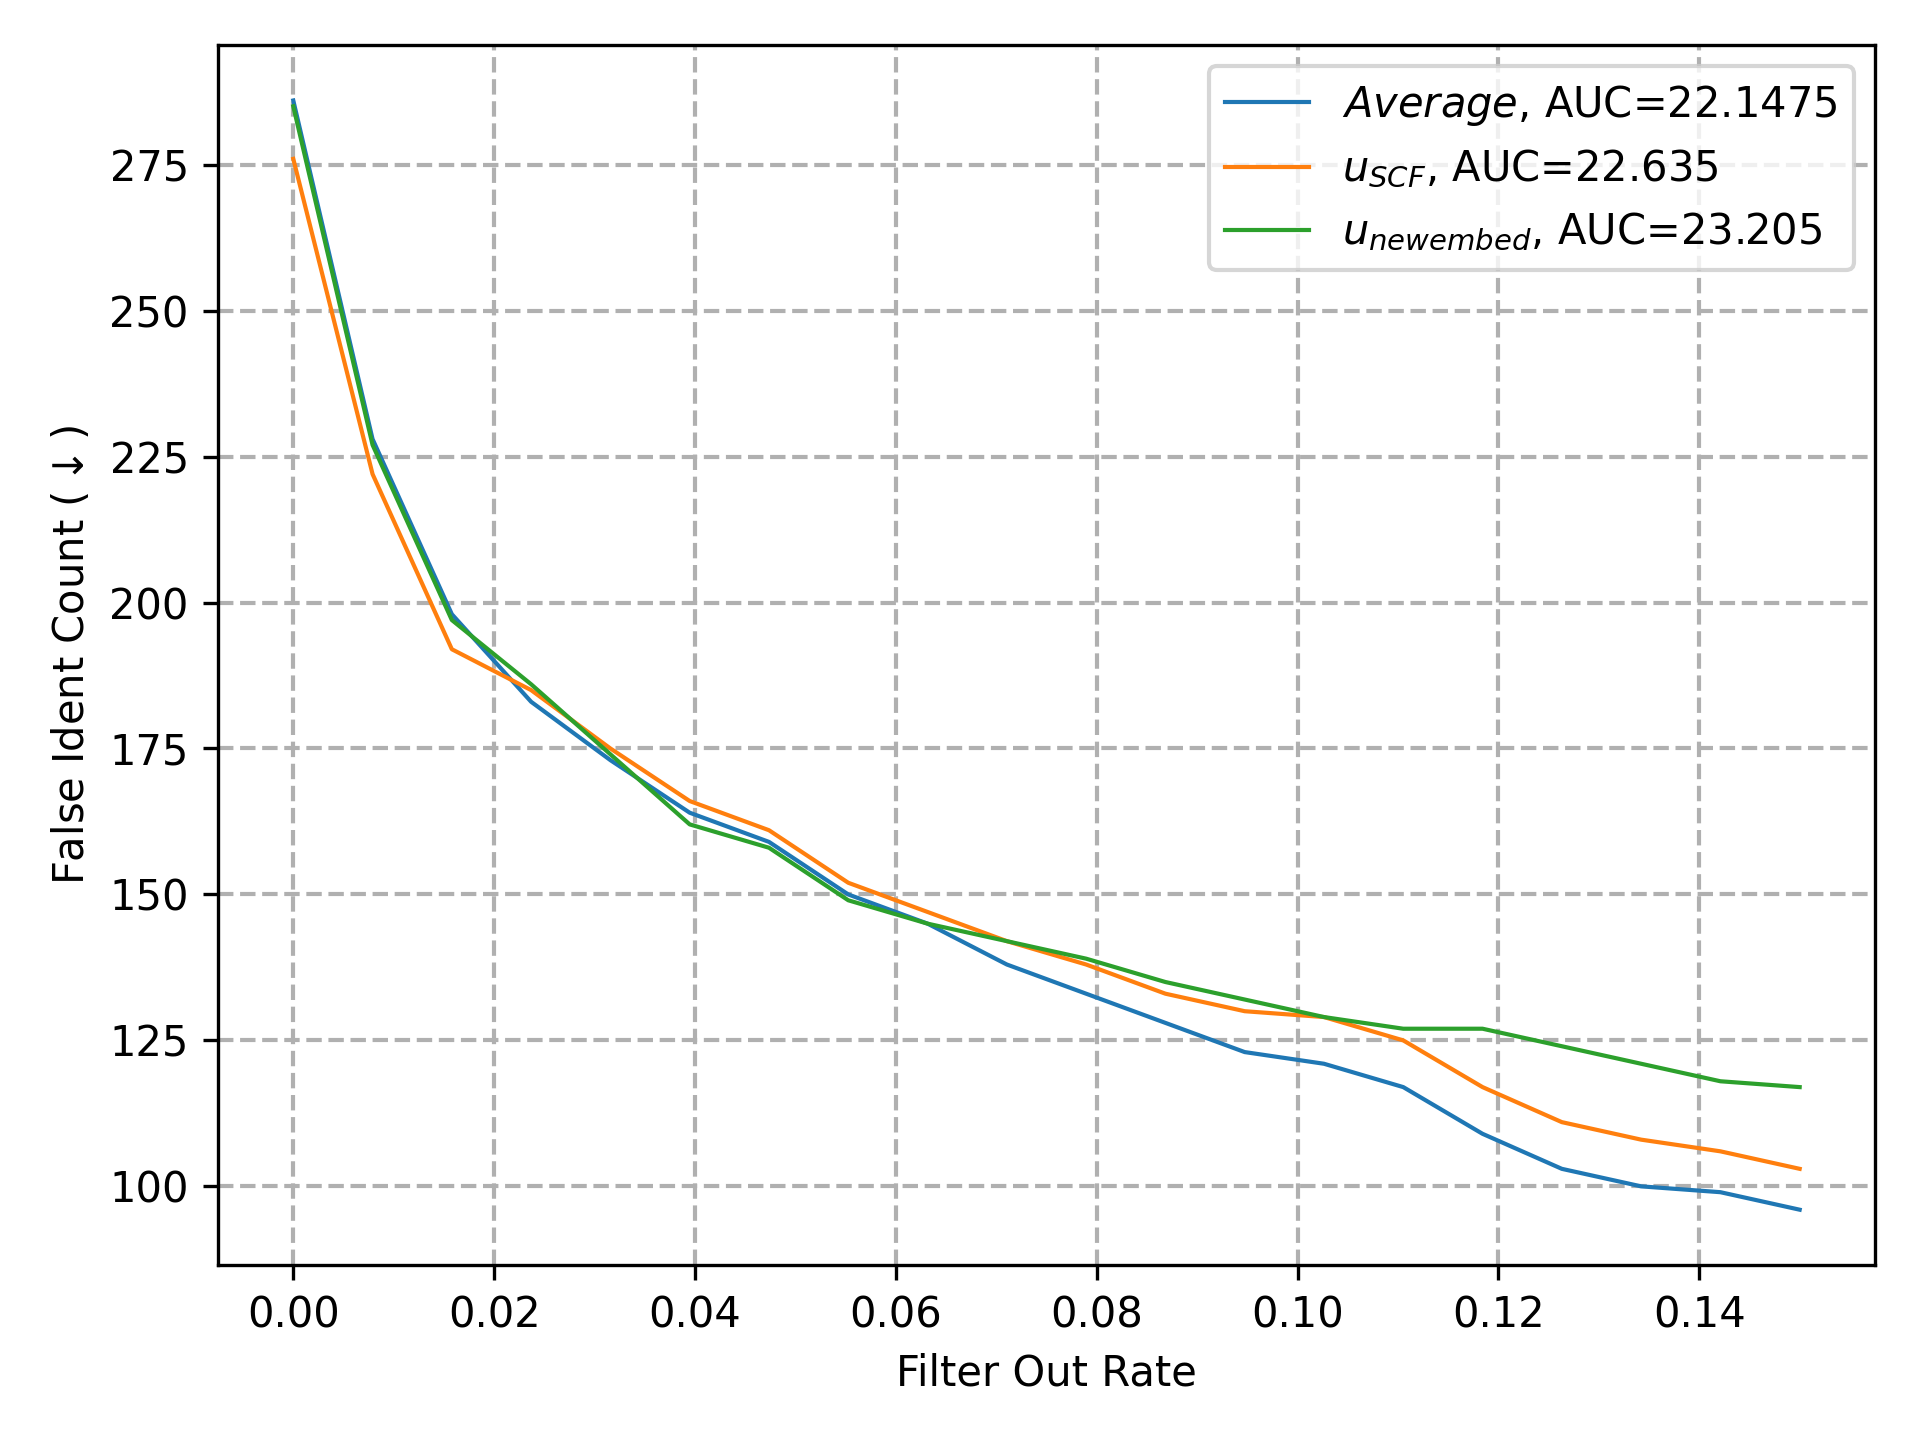 Average, AUC=22.1475
uSCF, AUC=22.635
unewembed, AUC=23.205
275
250
225
200
175
150
125
100
False Ident Count (↓)
0.00 0.02 0.04 0.06 0.08 0.10 0.12 0.14
Filter Out Rate